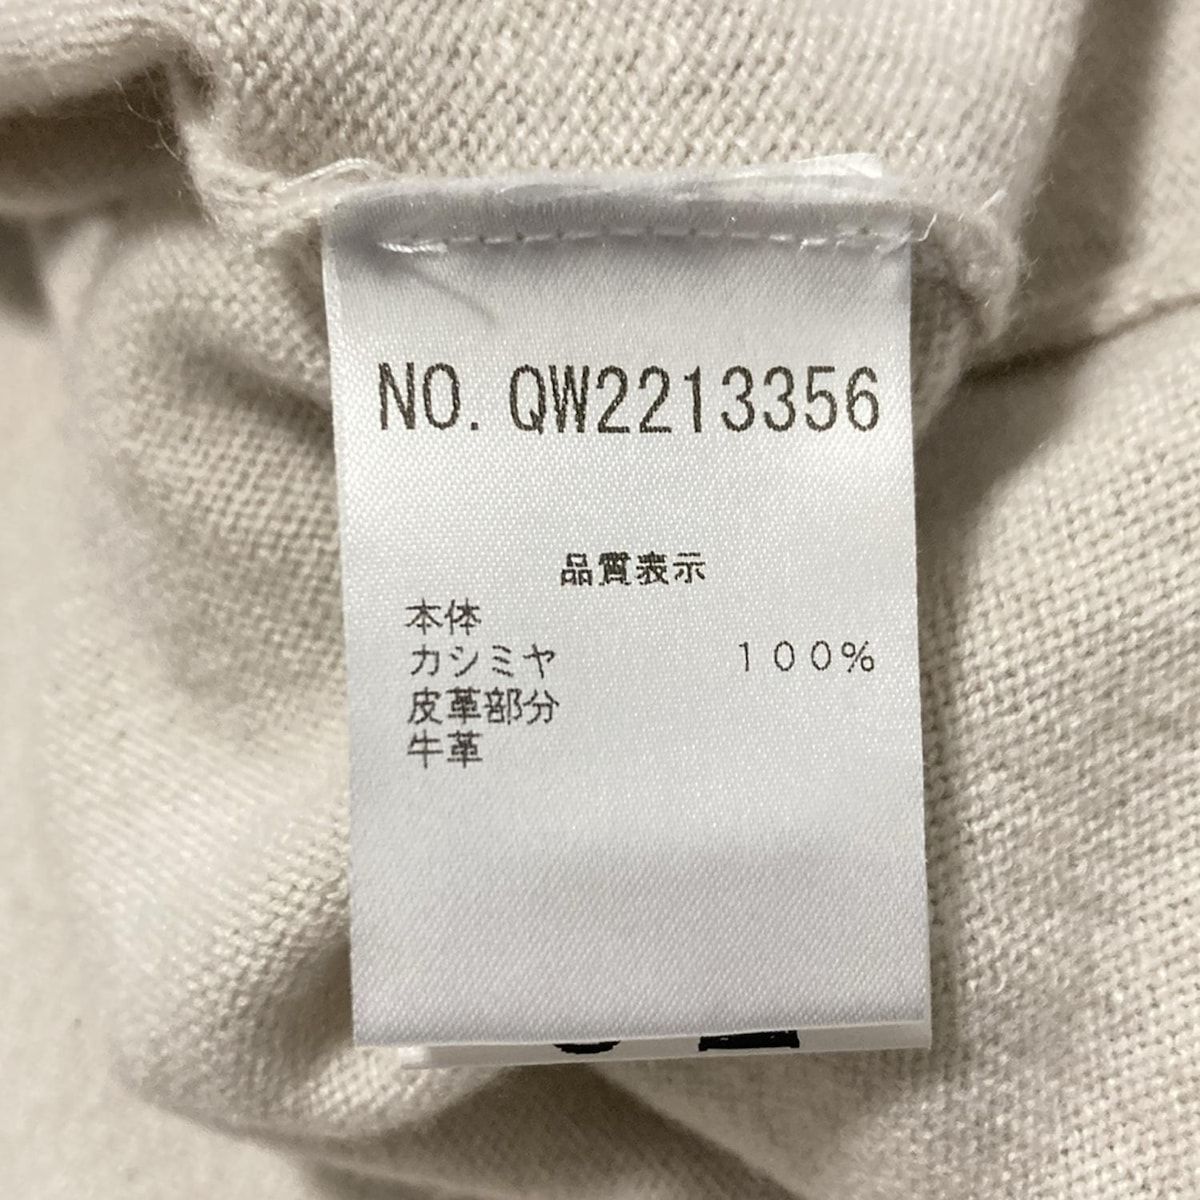 NO. QW2213356
品質表示
本体
カシミヤ 100%
皮革部分
牛革